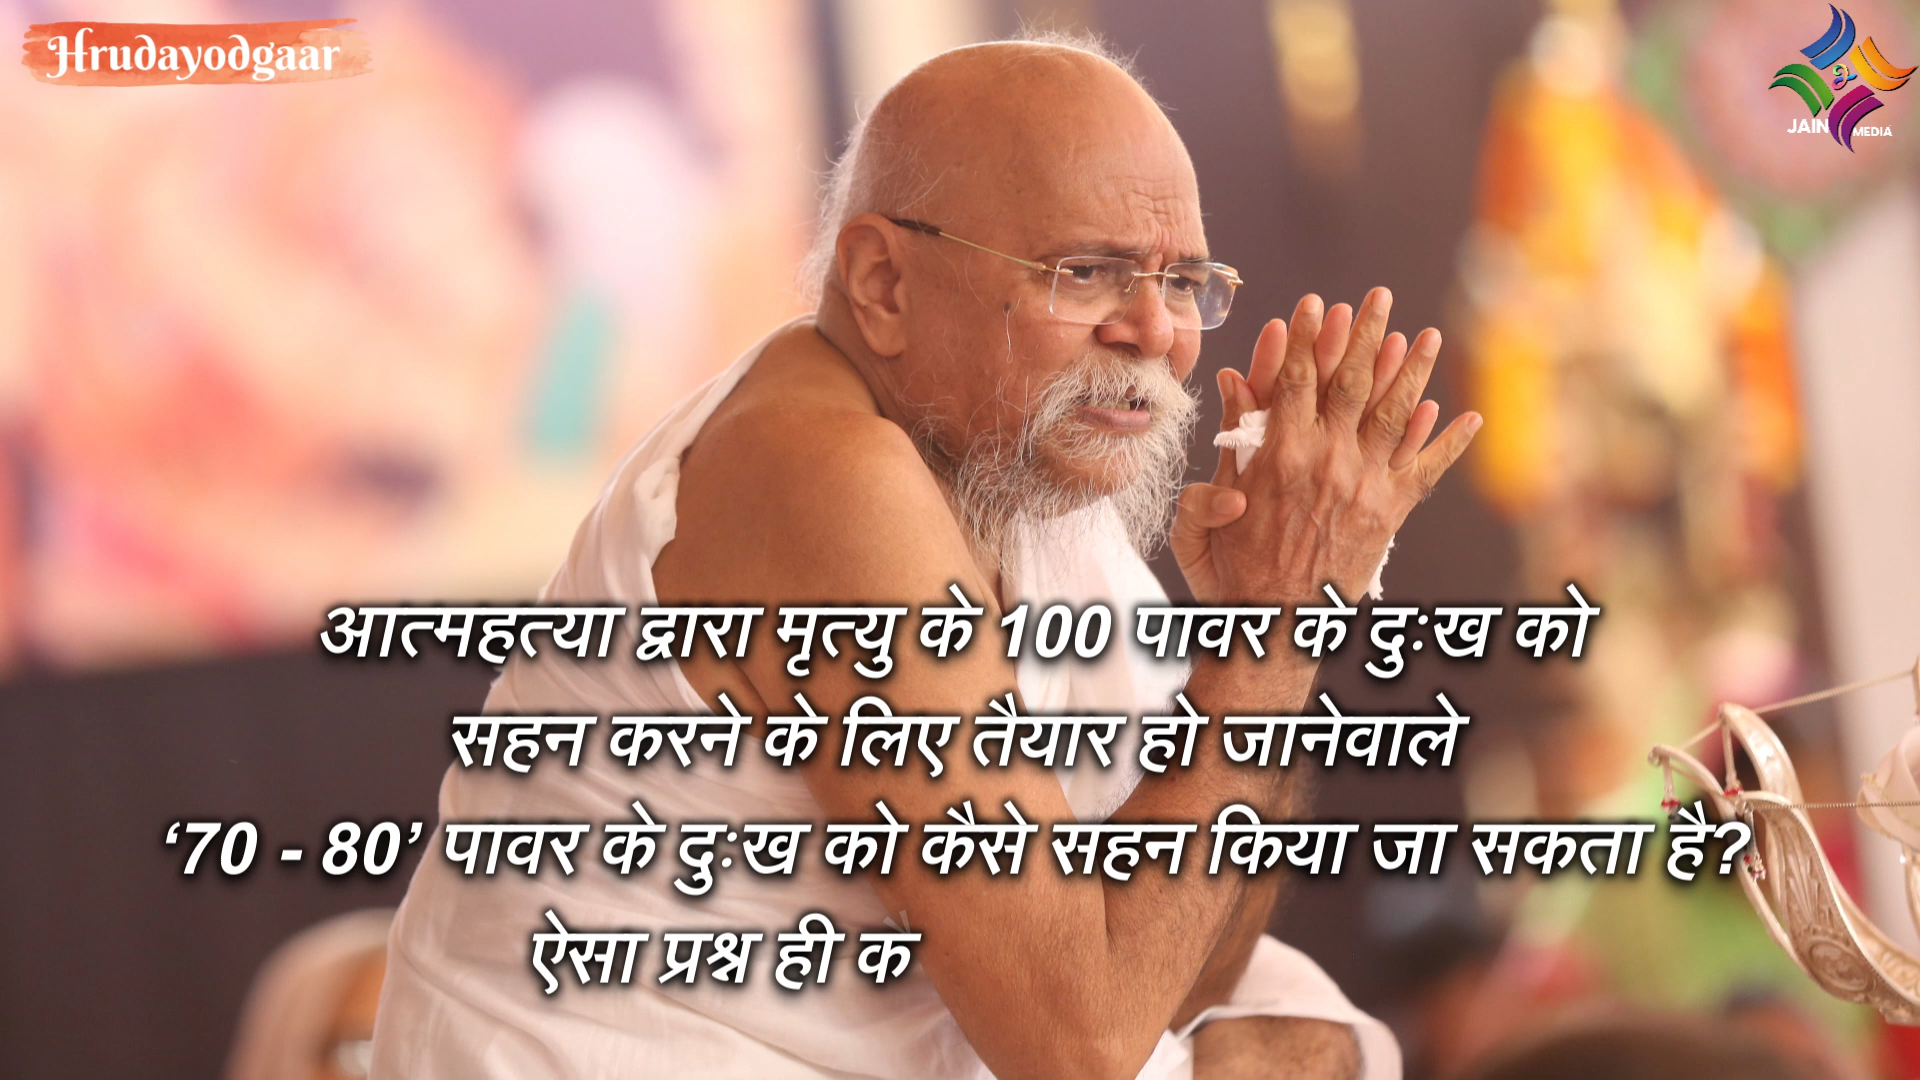 Hrudayodgaar
JAIN MEDIA
आत्महत्या द्वारा मृत्यु के 100 पावर के दुःख को
सहन करने के लिए तैयार हो जानेवाले
‘70 - 80’ पावर के दुःख को कैसे सहन किया जा सकता है?
ऐसा प्रश्न ही क